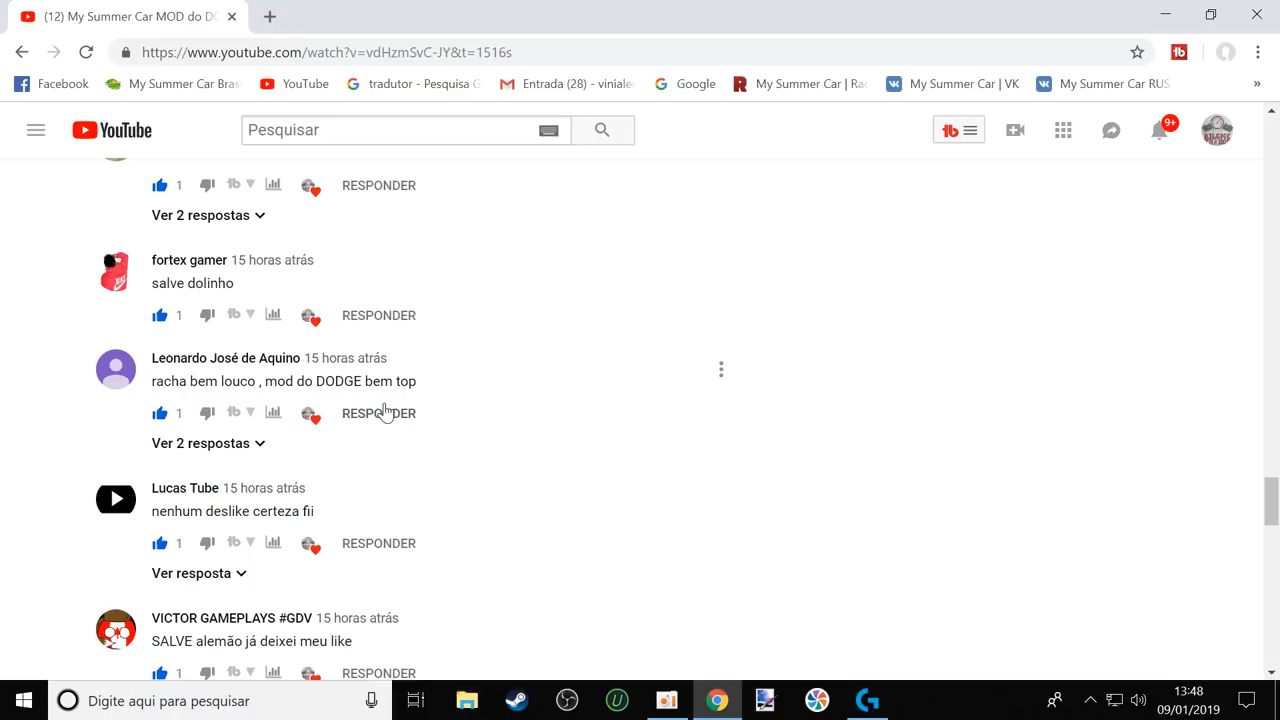 (12) My Summer Car MOD do DO
https://www.youtube.com/watch?v=vdHzmSvC-JY&t=1516s
Facebook
My Summer Car Bras
YouTube
tradutor - Pesquisa G
Entrada (28) - vinialer
Google
My Summer Car | Rac
My Summer Car | VK
My Summer Car RUS
YouTube
Pesquisar
9+
1
RESPONDER
Ver 2 respostas
fortex gamer 15 horas atrás
salve dolinho
1
RESPONDER
Leonardo José de Aquino 15 horas atrás
racha bem louco , mod do DODGE bem top
1
RESPONDER
Ver 2 respostas
Lucas Tube 15 horas atrás
nenhum deslike certeza fii
1
RESPONDER
Ver resposta
VICTOR GAMEPLAYS #GDV 15 horas atrás
SALVE alemão já deixei meu like
1
RESPONDER
Digite aqui para pesquisar
13:48
09/01/2019